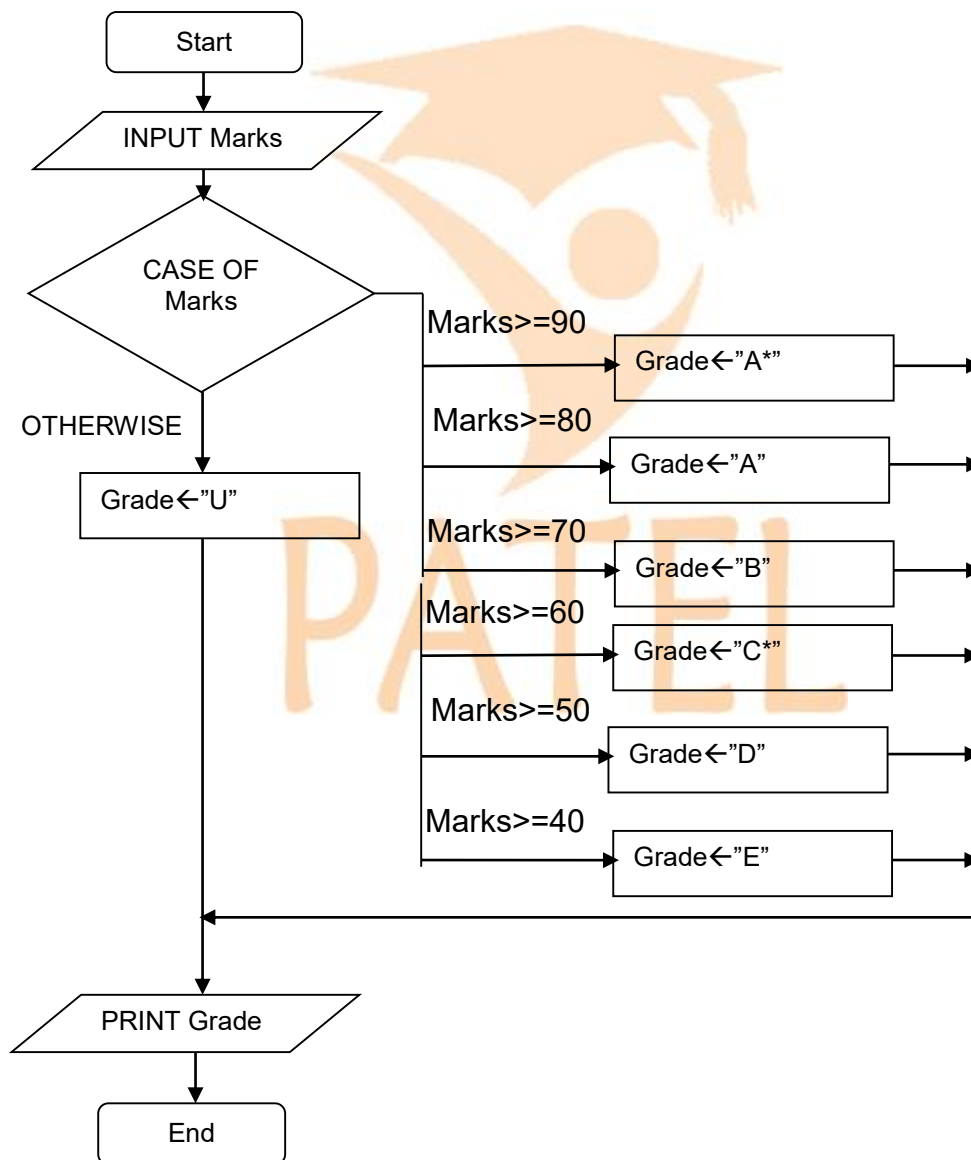 Start
INPUT Marks
CASE OF
Marks
Marks>=90
Grade←”A*”
Marks>=80
OTHERWISE
Grade←”A”
Grade←”U”
Marks>=70
Grade←”B”
Marks>=60
Grade←”C*”
Marks>=50
Grade←”D”
Marks>=40
Grade←”E”
PRINT Grade
End
PATEL